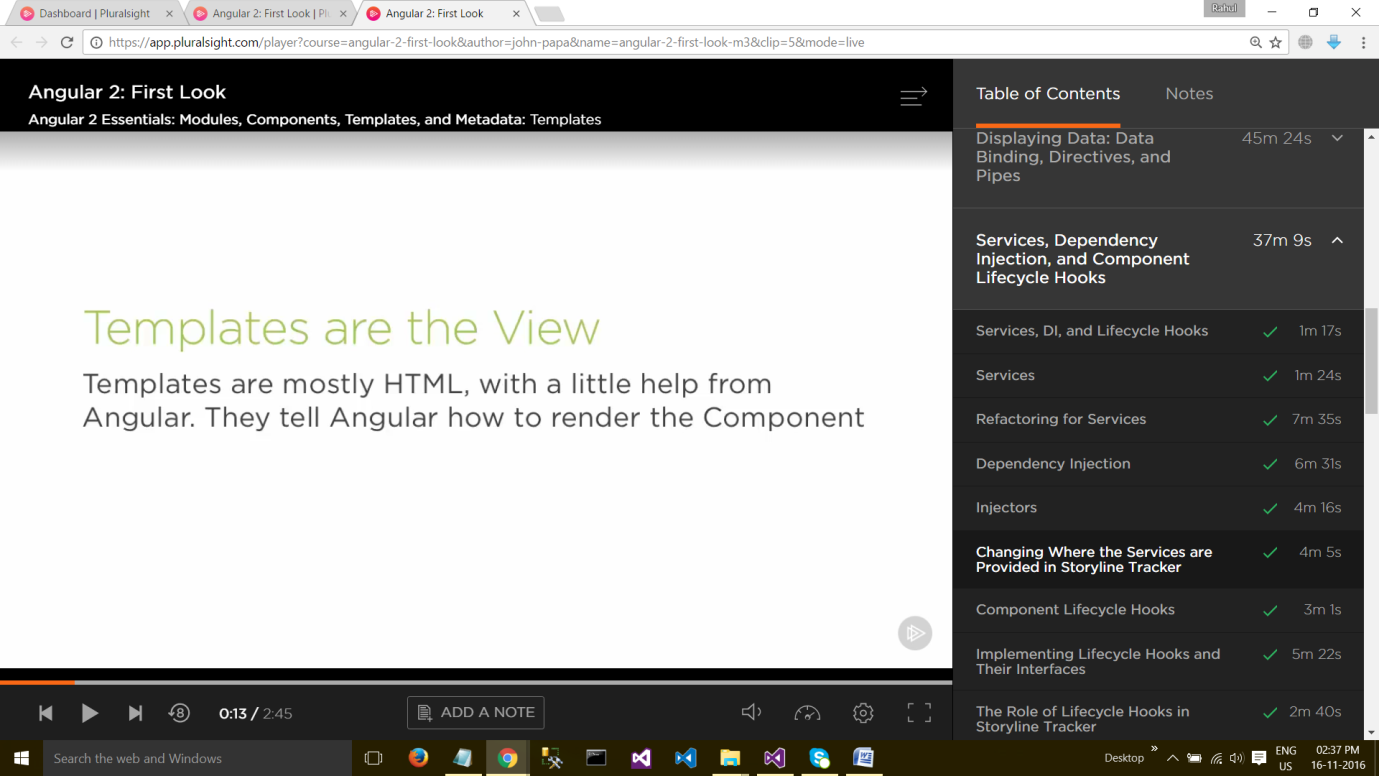 Dashboard | Pluralsight
Angular 2: First Look | Pl
Angular 2: First Look
Rahul
https://app.pluralsight.com/player?course=angular-2-first-look&author=john-papa&name=angular-2-first-look-m3&clip=5&mode=live
Angular 2: First Look
Angular 2 Essentials: Modules, Components, Templates, and Metadata: Templates
Templates are the View
Templates are mostly HTML, with a little help from
Angular. They tell Angular how to render the Component
8
0:13 / 2:45
ADD A NOTE
Table of Contents
Notes
Displaying Data: Data 45m 24s
Binding, Directives, and
Pipes
Services, Dependency 37m 9s
Injection, and Component
Lifecycle Hooks
Services, DI, and Lifecycle Hooks 1m 17s
Services 1m 24s
Refactoring for Services 7m 35s
Dependency Injection 6m 31s
Injectors 4m 16s
Changing Where the Services are 4m 5s
Provided in Storyline Tracker
Component Lifecycle Hooks 3m 1s
Implementing Lifecycle Hooks and 5m 22s
Their Interfaces
The Role of Lifecycle Hooks in 2m 40s
Storyline Tracker
Search the web and Windows
Desktop
ENG
US
02:37 PM
16-11-2016